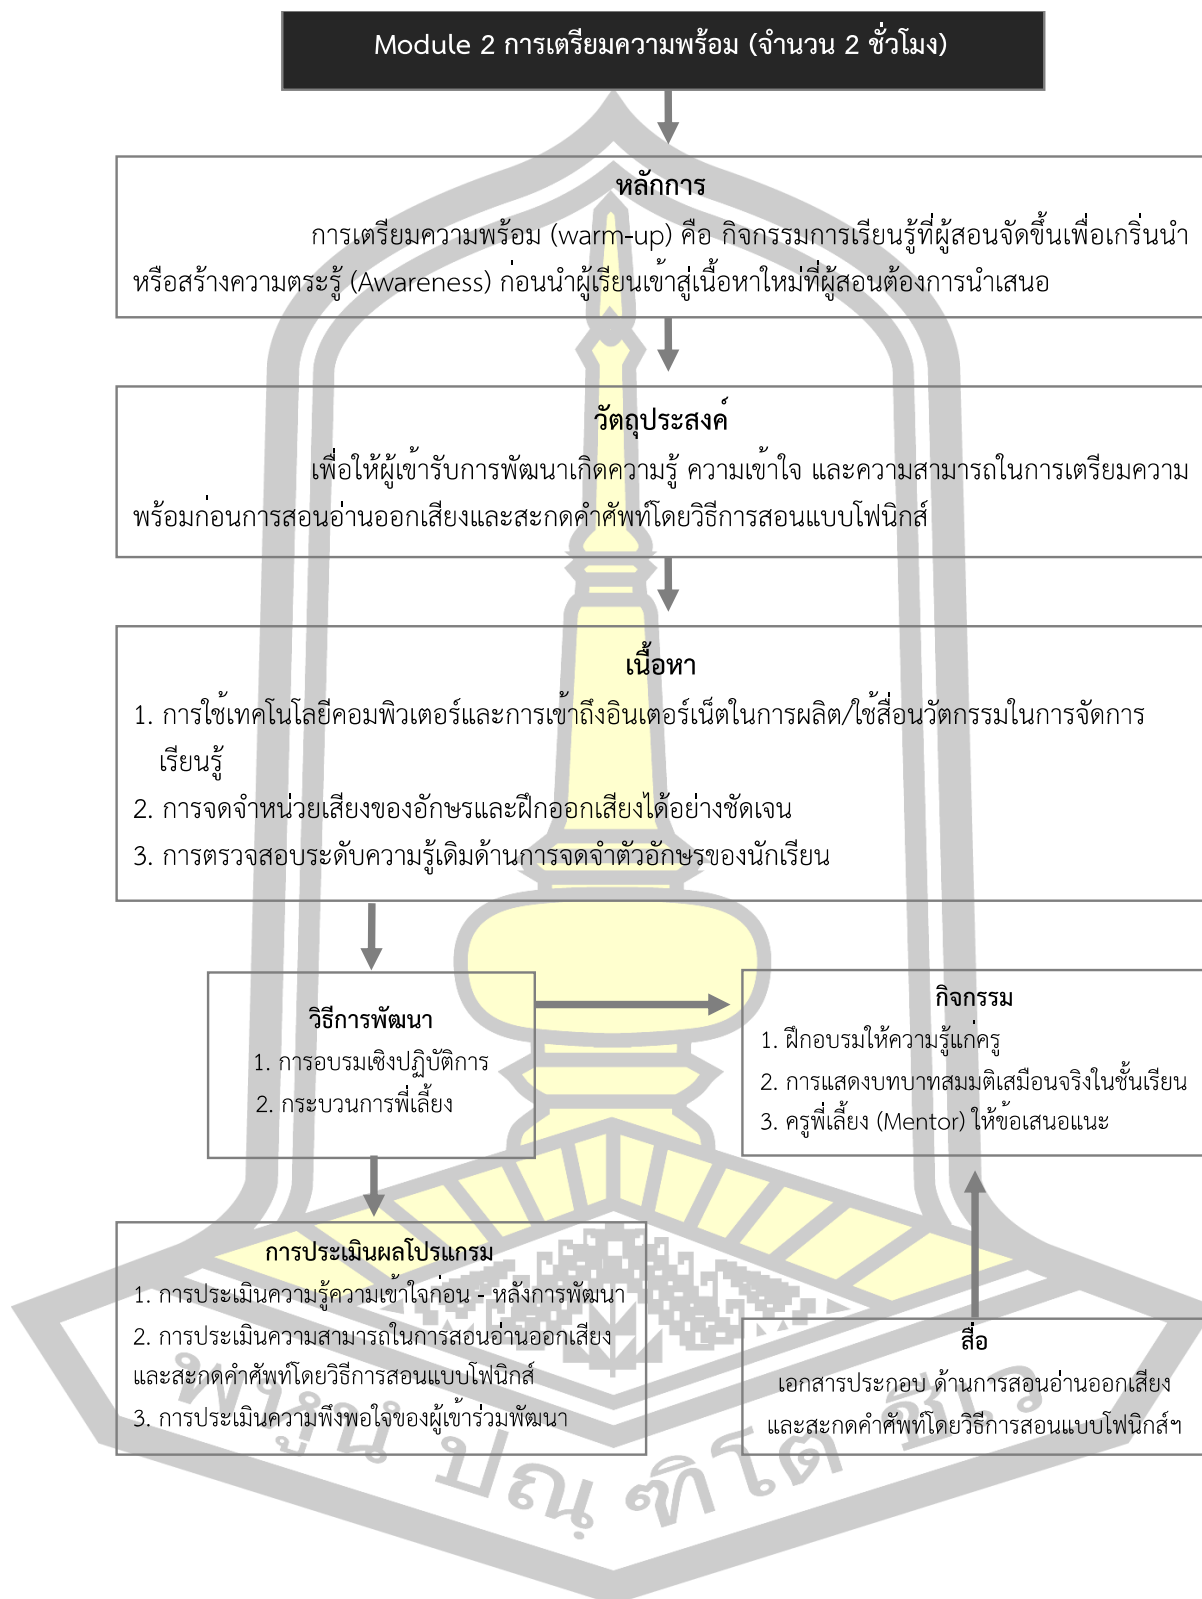 Module 2 การเตรียมความพร้อม (จำนวน 2 ชั่วโมง)
หลักการ
การเตรียมความพร้อม (warm-up) คือ กิจกรรมการเรียนรู้ที่ผู้สอนจัดขึ้นเพื่อเกริ่นนำ
หรือสร้างความตระรู้ (Awareness) ก่อนนำผู้เรียนเข้าสู่เนื้อหาใหม่ที่ผู้สอนต้องการนำเสนอ
วัตถุประสงค์
เพื่อให้ผู้เข้ารับการพัฒนาเกิดความรู้ ความเข้าใจ และความสามารถในการเตรียมความ
พร้อมก่อนการสอนอ่านออกเสียงและสะกดคำศัพท์โดยวิธีการสอนแบบโฟนิกส์
เนื้อหา
1. การใช้เทคโนโลยีคอมพิวเตอร์และการเข้าถึงอินเตอร์เน็ตในการผลิต/ใช้สื่อนวัตกรรมในการจัดการ
เรียนรู้
2. การจดจำหน่วยเสียงของอักษรและฝึกออกเสียงได้อย่างชัดเจน
3. การตรวจสอบระดับความรู้เดิมด้านการจดจำตัวอักษรของนักเรียน
วิธีการพัฒนา
1. การอบรมเชิงปฏิบัติการ
2. กระบวนการพี่เลี้ยง
กิจกรรม
1. ฝึกอบรมให้ความรู้แก่ครู
2. การแสดงบทบาทสมมติเสมือนจริงในชั้นเรียน
3. ครูพี่เลี้ยง (Mentor) ให้ข้อเสนอแนะ
การประเมินผลโปรแกรม
1. การประเมินความรู้ความเข้าใจก่อน - หลังการพัฒนา
2. การประเมินความสามารถในการสอนอ่านออกเสียง
และสะกดคำศัพท์โดยวิธีการสอนแบบโฟนิกส์
3. การประเมินความพึงพอใจของผู้เข้าร่วมพัฒนา
สื่อ
เอกสารประกอบ ด้านการสอนอ่านออกเสียง
และสะกดคำศัพท์โดยวิธีการสอนแบบโฟนิกส์ฯ
พหูนํ ปณฺฑิโต ชีเว